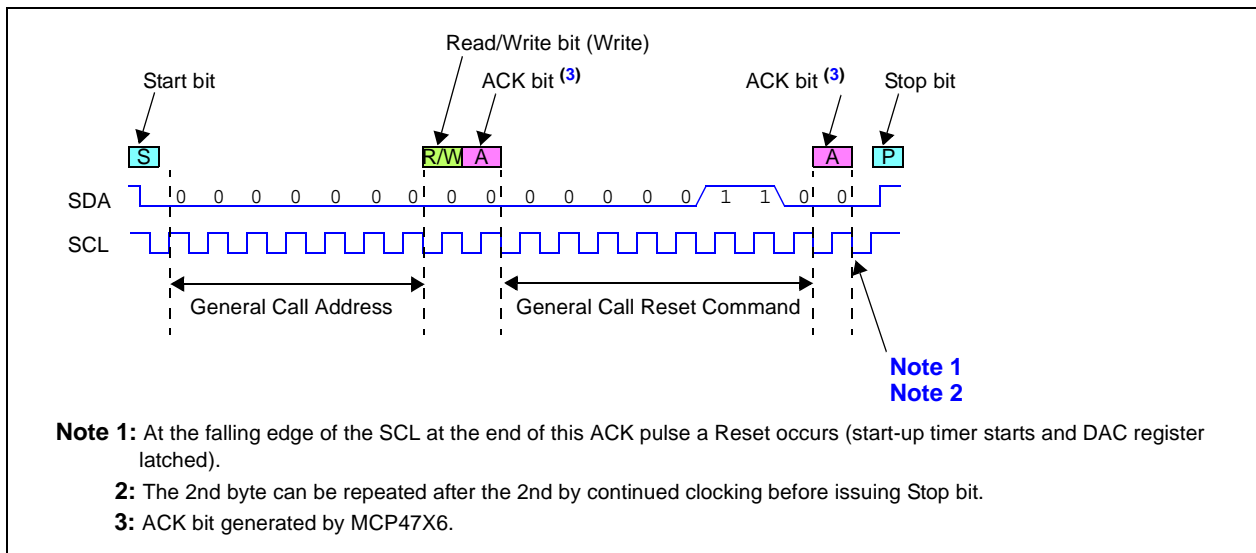 Read/Write bit (Write)
Start bit
ACK bit (3)
ACK bit (3)
Stop bit
S
R/W
A
A
P
SDA
0 0 0 0 0 0 0 0 0 0 0 0 0 0 1 1 0 0
SCL
General Call Address
General Call Reset Command
Note 1
Note 2
Note 1: At the falling edge of the SCL at the end of this ACK pulse a Reset occurs (start-up timer starts and DAC register
latched).
2: The 2nd byte can be repeated after the 2nd by continued clocking before issuing Stop bit.
3: ACK bit generated by MCP47X6.